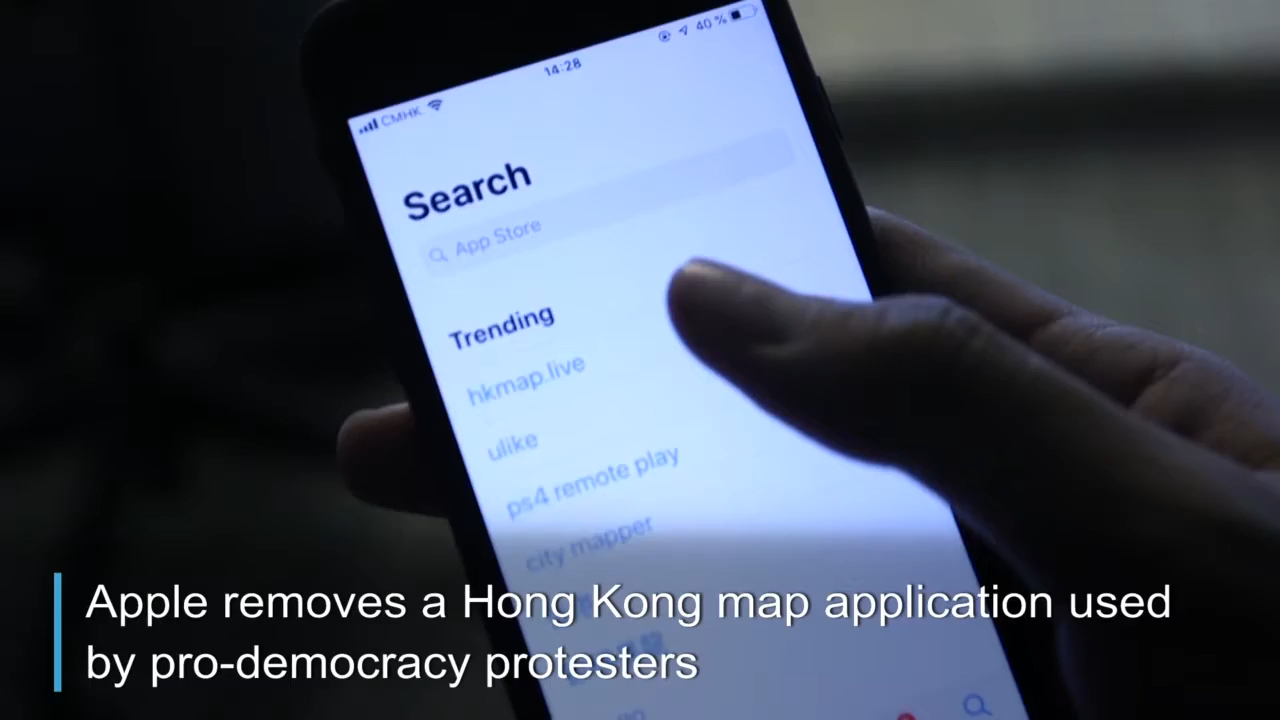 CMHK
14:28
40 %
Search
App Store
Trending
hkmap.live
ulike
ps4 remote play
city mapper
Apple removes a Hong Kong map application used
by pro-democracy protesters